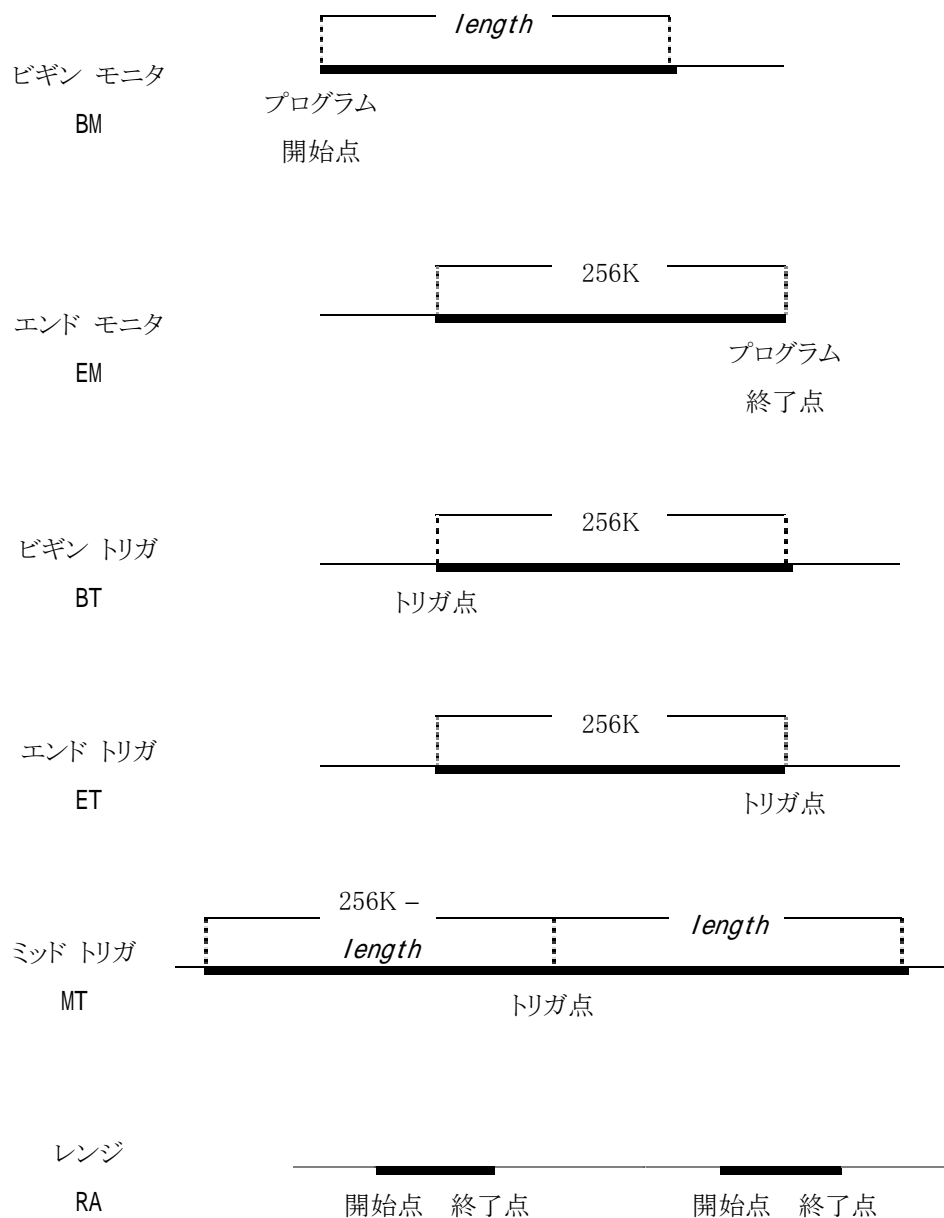 length
ビギン モニタ
BM
プログラム
開始点
256K
エンド モニタ
EM
プログラム
終了点
256K
ビギン トリガ
BT
トリガ点
256K
エンド トリガ
ET
トリガ点
256K –
length
length
ミッド トリガ
MT
トリガ点
レンジ
RA
開始点 終了点 開始点 終了点